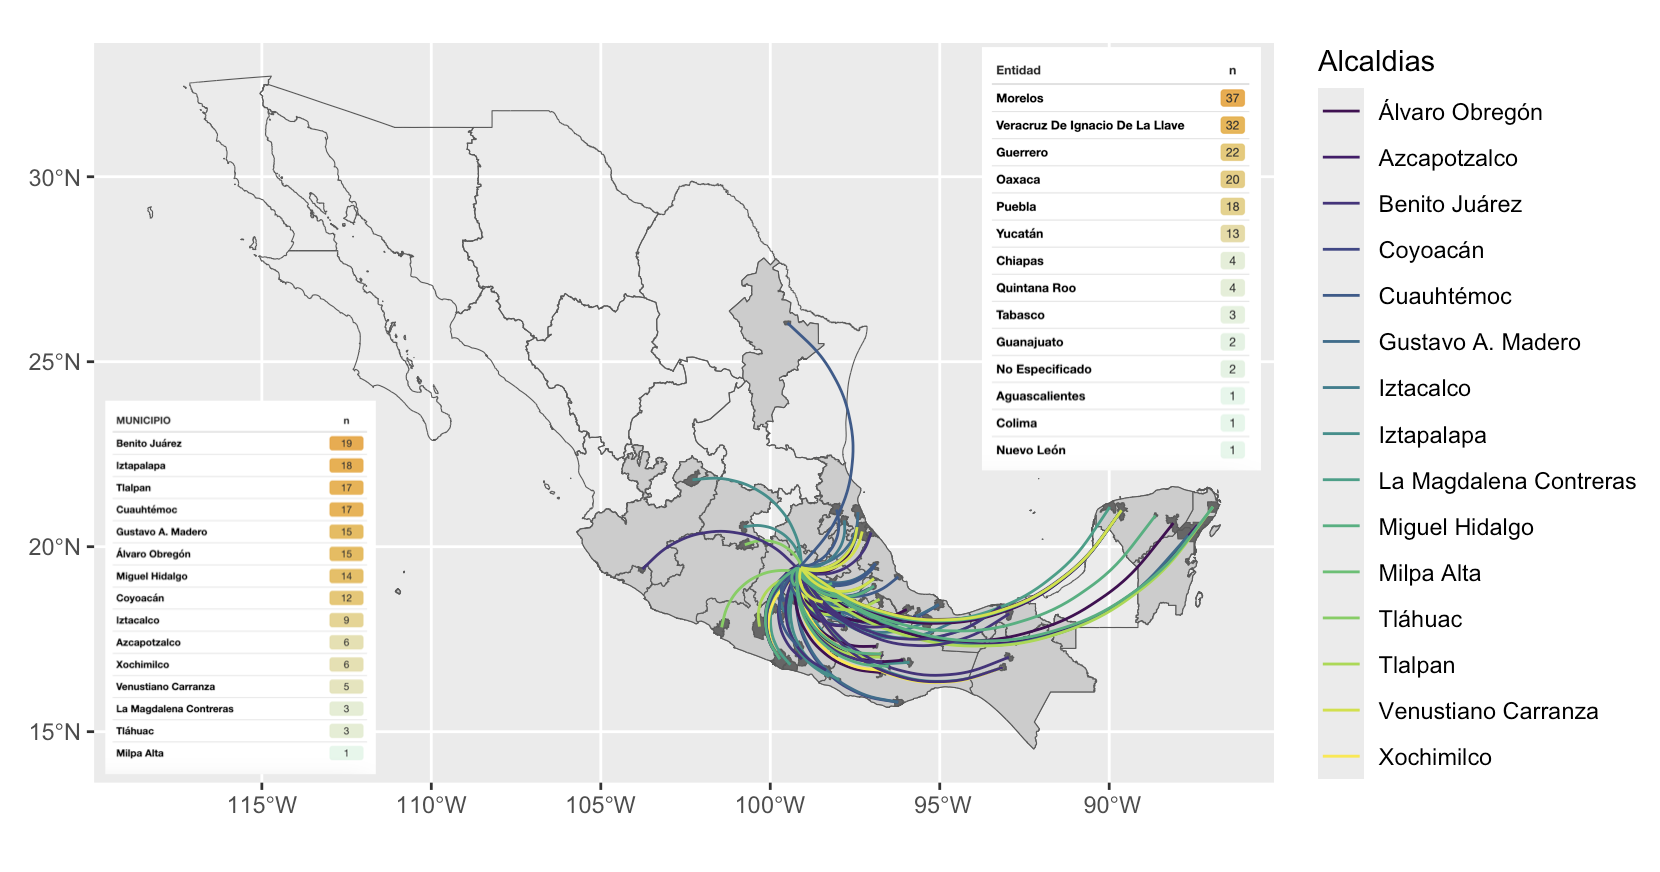 30°N
25°N
20°N
15°N
115°W
110°W
105°W
100°W
95°W
90°W
MUNICIPIO n
Benito Juárez 19
Iztapalapa 18
Tlalpan 17
Cuauhtémoc 17
Gustavo A. Madero 15
Álvaro Obregón 15
Miguel Hidalgo 14
Coyoacán 12
Iztacalco 9
Azcapotzalco 6
Xochimilco 6
Venustiano Carranza 5
La Magdalena Contreras 3
Tláhuac 3
Milpa Alta 1
Entidad n
Morelos 37
Veracruz De Ignacio De La Llave 32
Guerrero 22
Oaxaca 20
Puebla 18
Yucatán 13
Chiapas 4
Quintana Roo 4
Tabasco 3
Guanajuato 2
No Especificado 2
Aguascalientes 1
Colima 1
Nuevo León 1
Alcaldias
Álvaro Obregón
Azcapotzalco
Benito Juárez
Coyoacán
Cuauhtémoc
Gustavo A. Madero
Iztacalco
Iztapalapa
La Magdalena Contreras
Miguel Hidalgo
Milpa Alta
Tláhuac
Tlalpan
Venustiano Carranza
Xochimilco